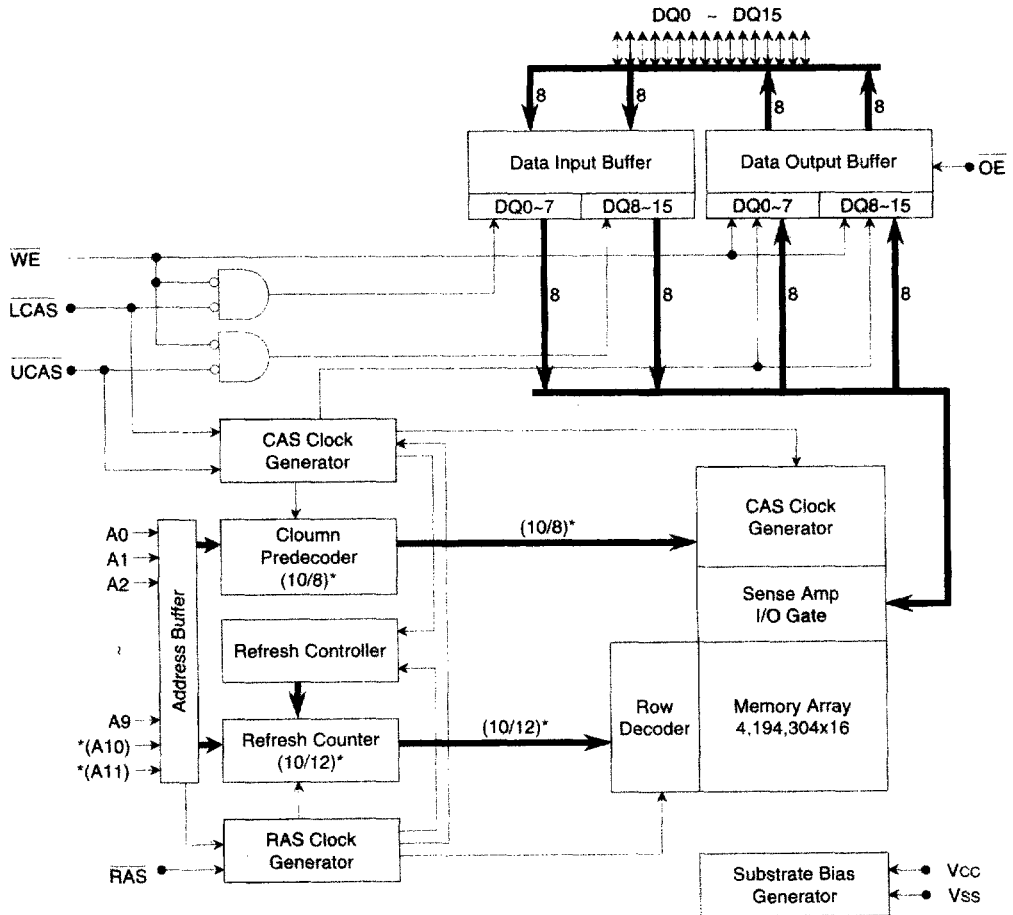 DQ0 ~ DQ15
8
8
8
8
Data Input Buffer
Data Output Buffer
OE
DQ0~7
DQ8~15
DQ0~7
DQ8~15
WE
LCAS
UCAS
8
8
8
8
CAS Clock
Generator
CAS Clock
Generator
A0
A1
A2
~
A9
*(A10)
*(A11)
Address Buffer
Cloumn
Predecoder
(10/8)*
(10/8)*
Sense Amp
I/O Gate
Refresh Controller
Refresh Counter
(10/12)*
(10/12)*
Row
Decoder
Memory Array
4,194,304x16
RAS Clock
Generator
RAS
Substrate Bias
Generator
Vcc
Vss